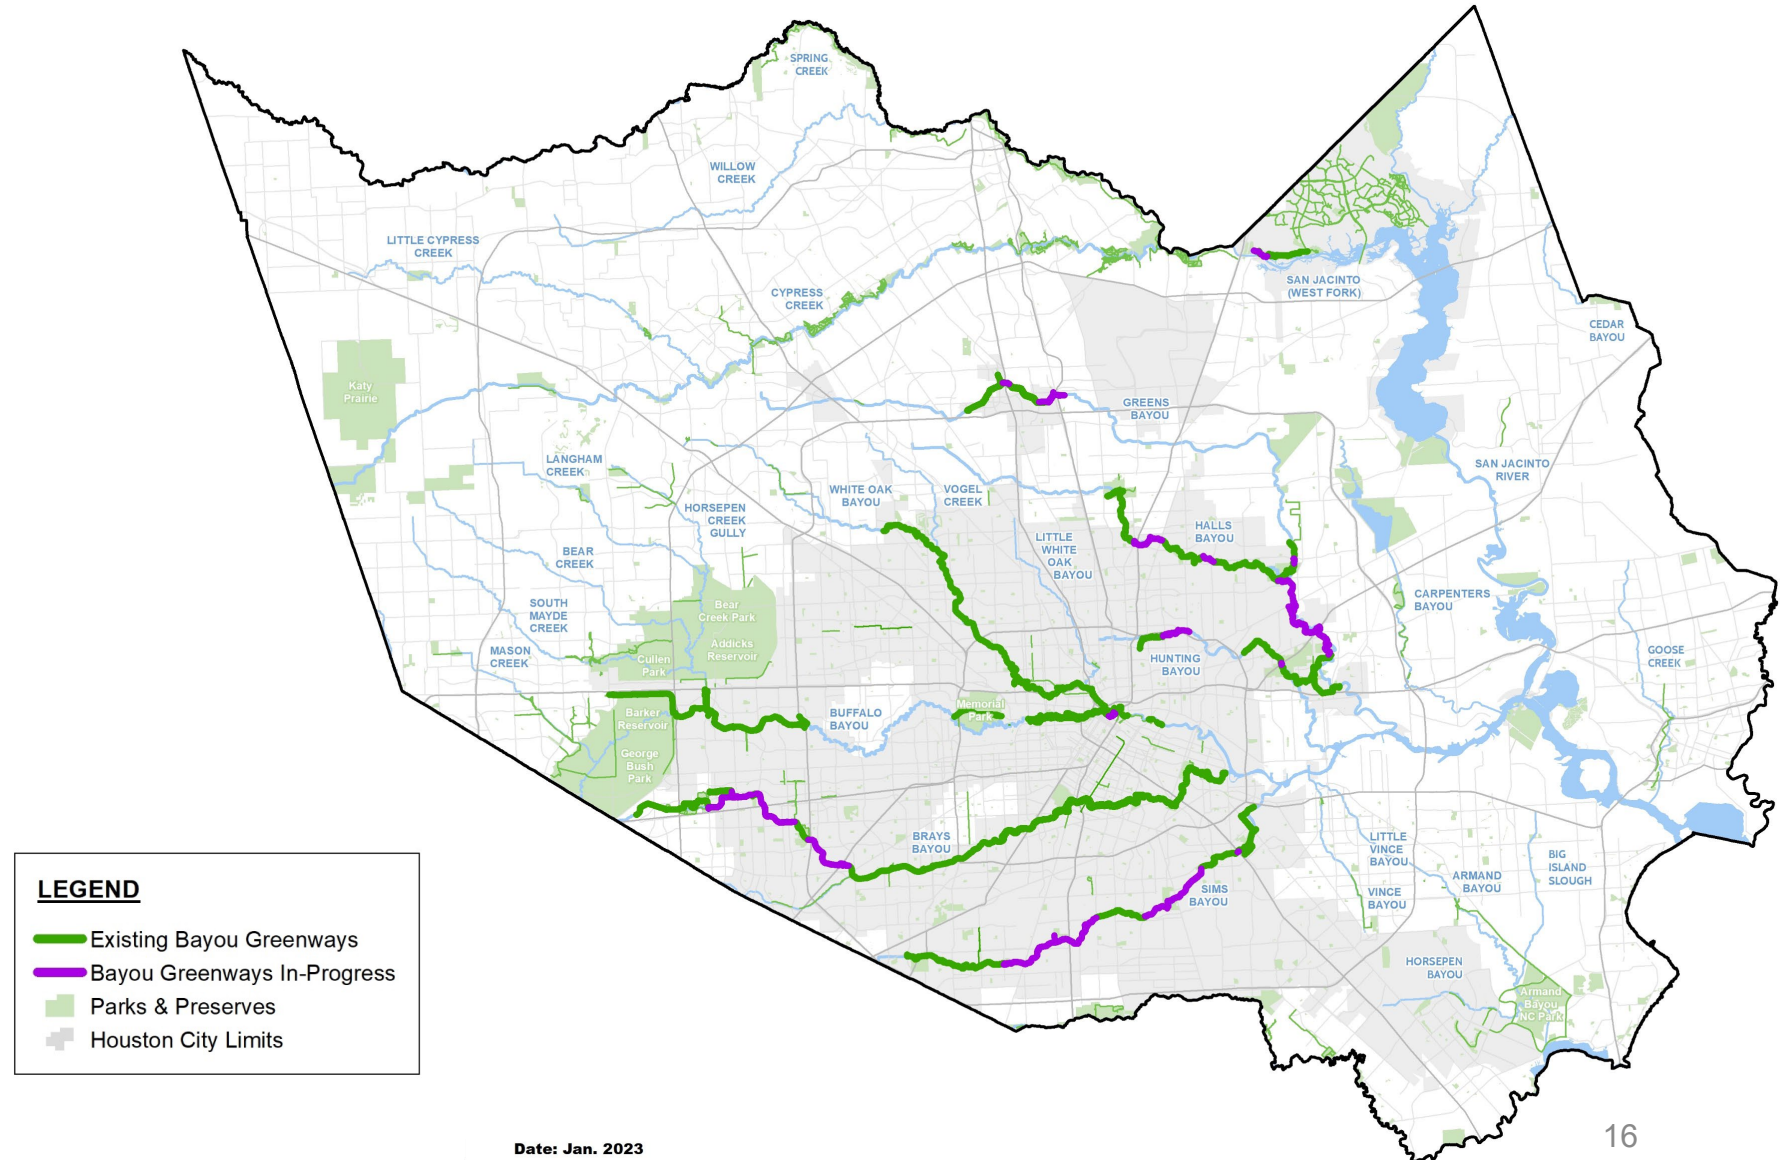 SPRING
CREEK
WILLOW
CREEK
LITTLE CYPRESS
CREEK
CYPRESS
CREEK
SAN JACINTO
(WEST FORK)
CEDAR
BAYOU
Katy
Prairie
GREENS
BAYOU
LANGHAM
CREEK
SAN JACINTO
RIVER
WHITE OAK
BAYOU
VOGEL
CREEK
HORSEPEN
CREEK
GULLY
HALLS
BAYOU
LITTLE
WHITE
OAK
BAYOU
BEAR
CREEK
CARPENTERS
BAYOU
SOUTH
MAYDE
CREEK
Bear
Creek Park
Addicks
Reservoir
MASON
CREEK
Cullen
Park
HUNTING
BAYOU
GOOSE
CREEK
Barker
Reservoir
BUFFALO
BAYOU
Memorial
Park
George
Bush
Park
BRAYS
BAYOU
LITTLE
VINCE
BAYOU
BIG
ISLAND
SLOUGH
ARMAND
BAYOU
VINCE
BAYOU
SIMS
BAYOU
HORSEPEN
BAYOU
Armand
Bayou
NC Park
LEGEND
Existing Bayou Greenways
Bayou Greenways In-Progress
Parks & Preserves
Houston City Limits
Date: Jan. 2023
16